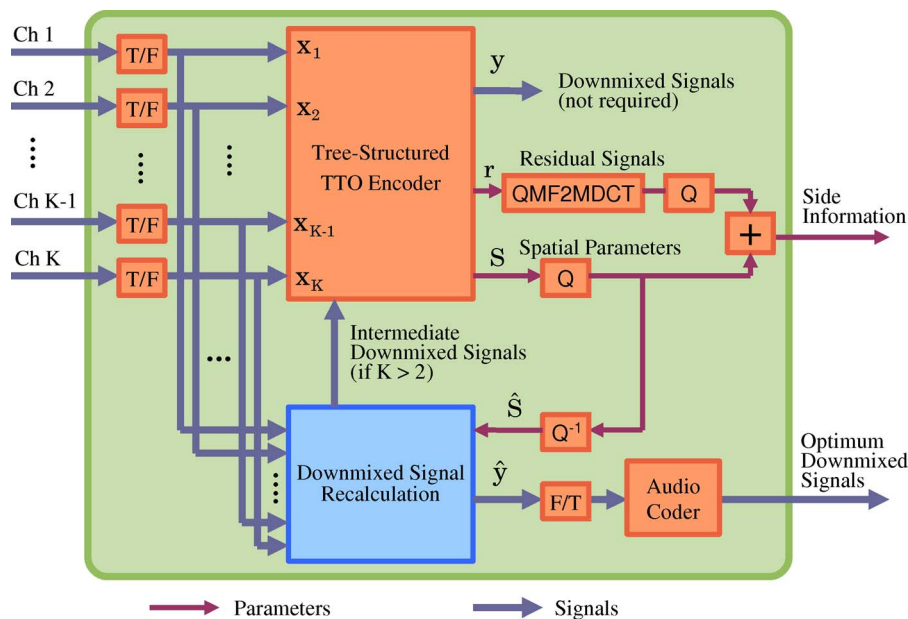 Ch 1
T/F
x₁
y
Downmixed Signals
(not required)
Ch 2
T/F
x₂
Tree-Structured
TTO Encoder
Residual Signals
r
QMF2MDCT
Q
Ch K-1
T/F
x_{K-1}
+
Side
Information
Spatial Parameters
S
Q
Ch K
T/F
x_K
Intermediate
Downmixed Signals
(if K > 2)
Ŝ
Q⁻¹
Downmixed Signal
Recalculation
ŷ
F/T
Audio
Coder
Optimum
Downmixed
Signals
Parameters
Signals